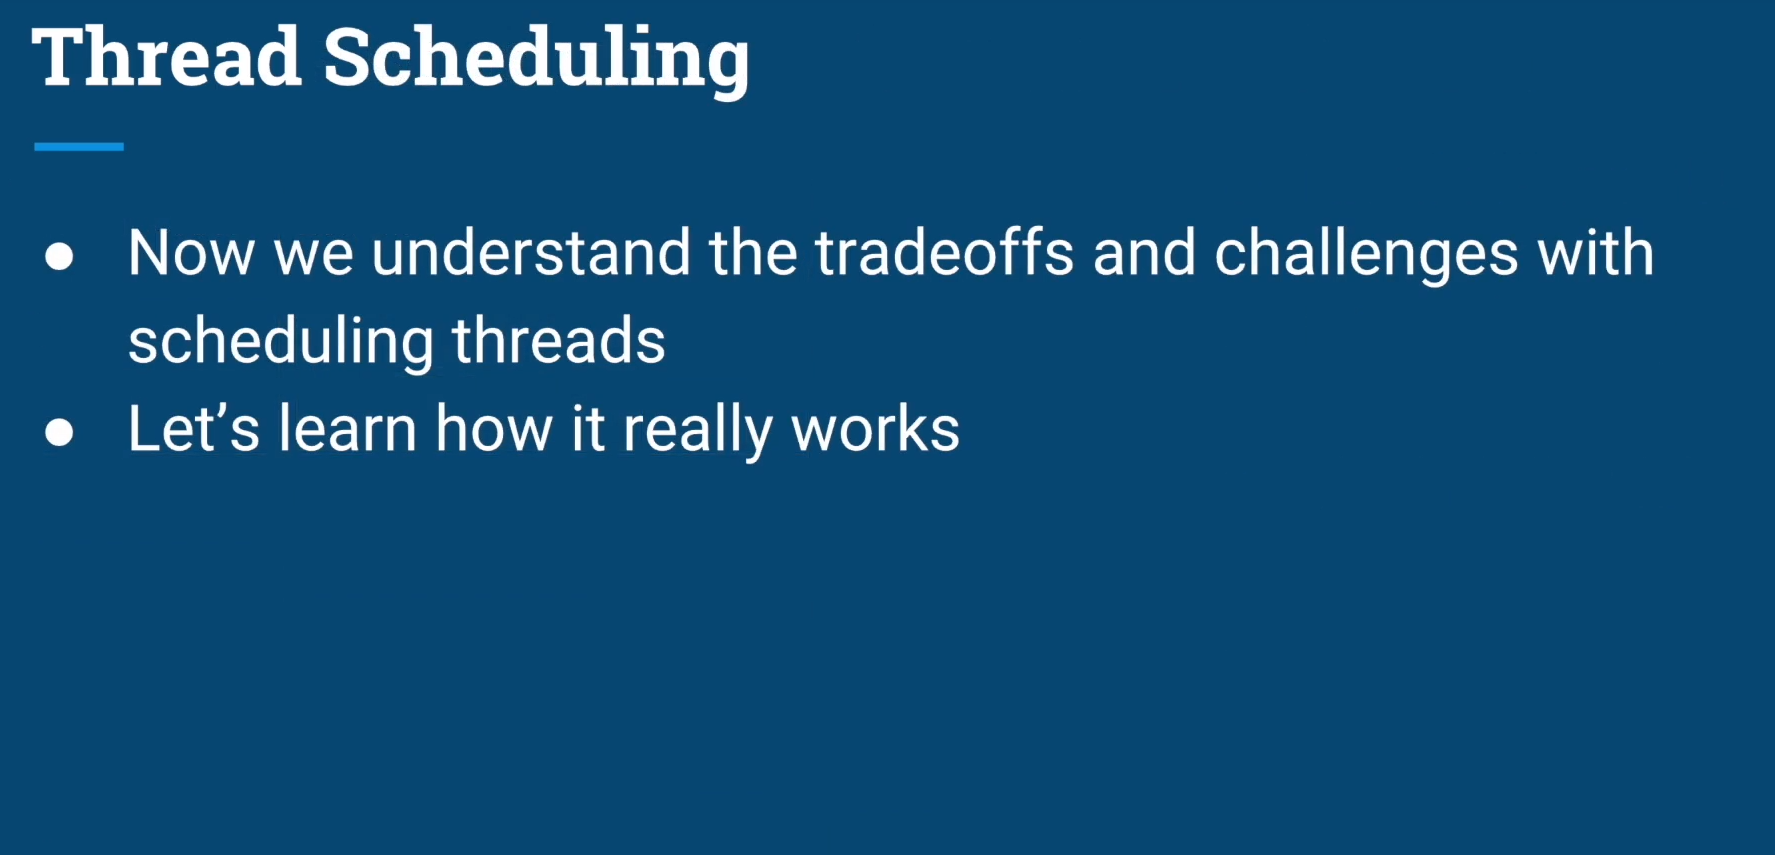 Thread Scheduling
● Now we understand the tradeoffs and challenges with
scheduling threads
● Let’s learn how it really works